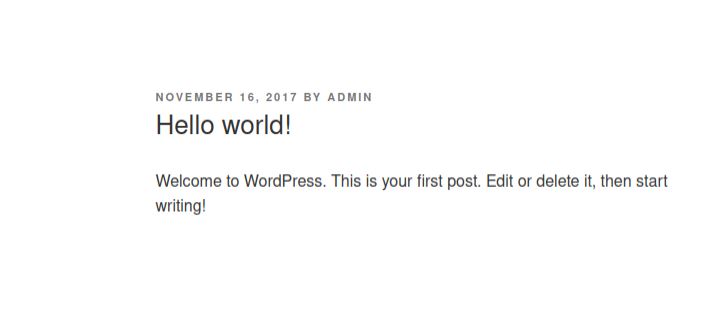 NOVEMBER 16, 2017 BY ADMIN
Hello world!
Welcome to WordPress. This is your first post. Edit or delete it, then start
writing!